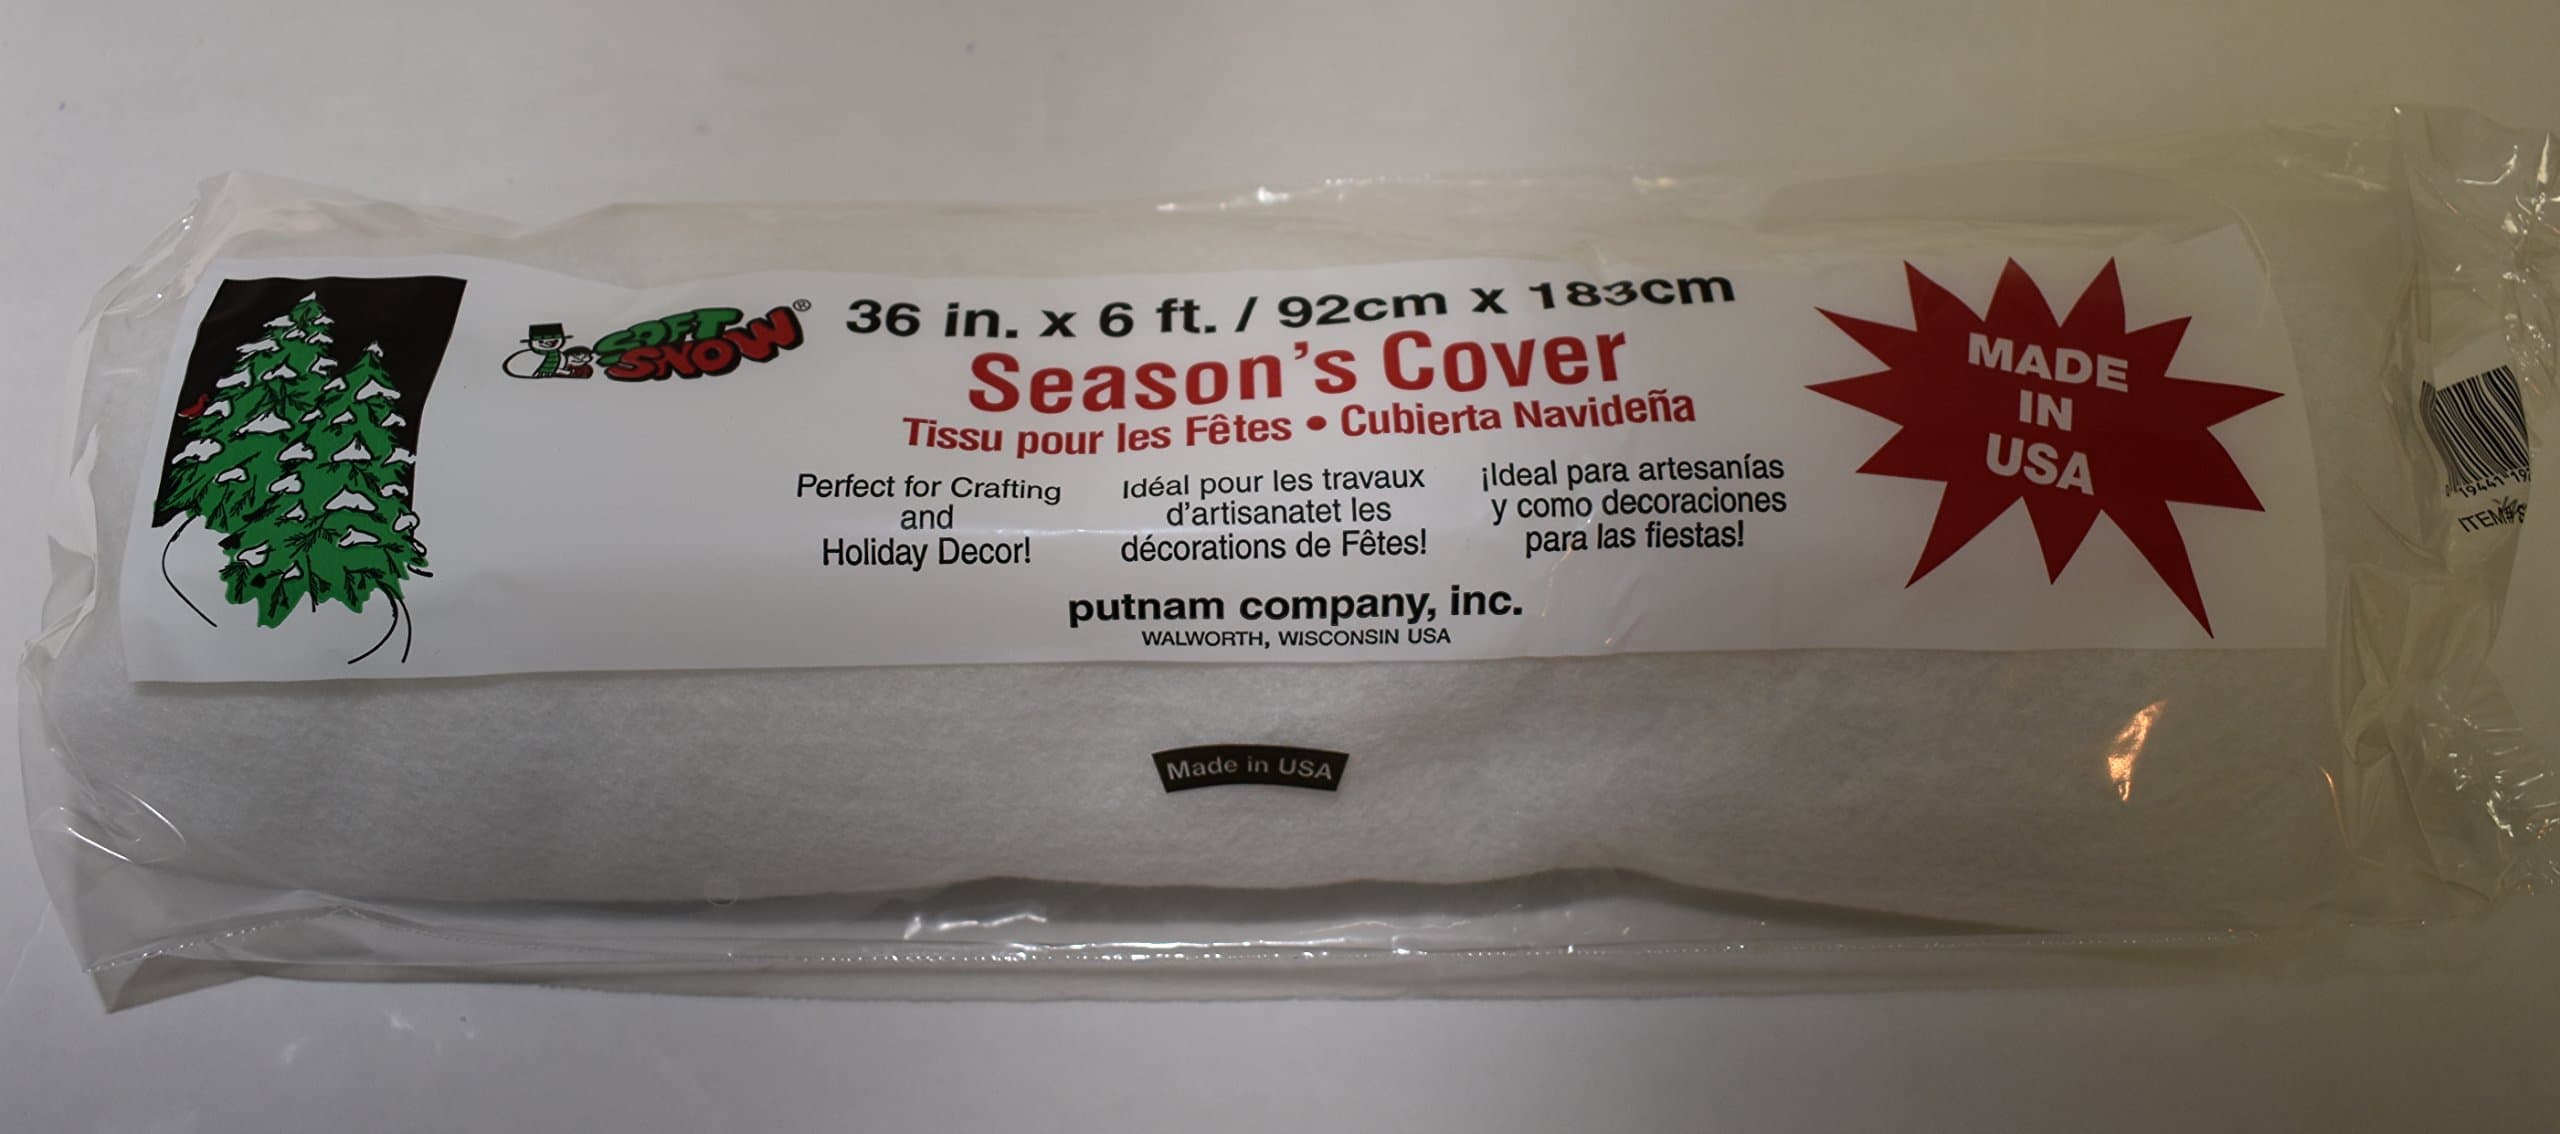 SOFT
SNOW®
36 in. x 6 ft. / 92cm x 183cm
Season's Cover
Tissu pour les Fêtes • Cubierta Navideña
Perfect for Crafting
and
Holiday Decor!
Idéal pour les travaux
d'artisanatet les
décorations de Fêtes!
¡Ideal para artesanías
y como decoraciones
para las fiestas!
putnam company, inc.
WALWORTH, WISCONSIN USA
MADE
IN
USA
Made in USA
19441